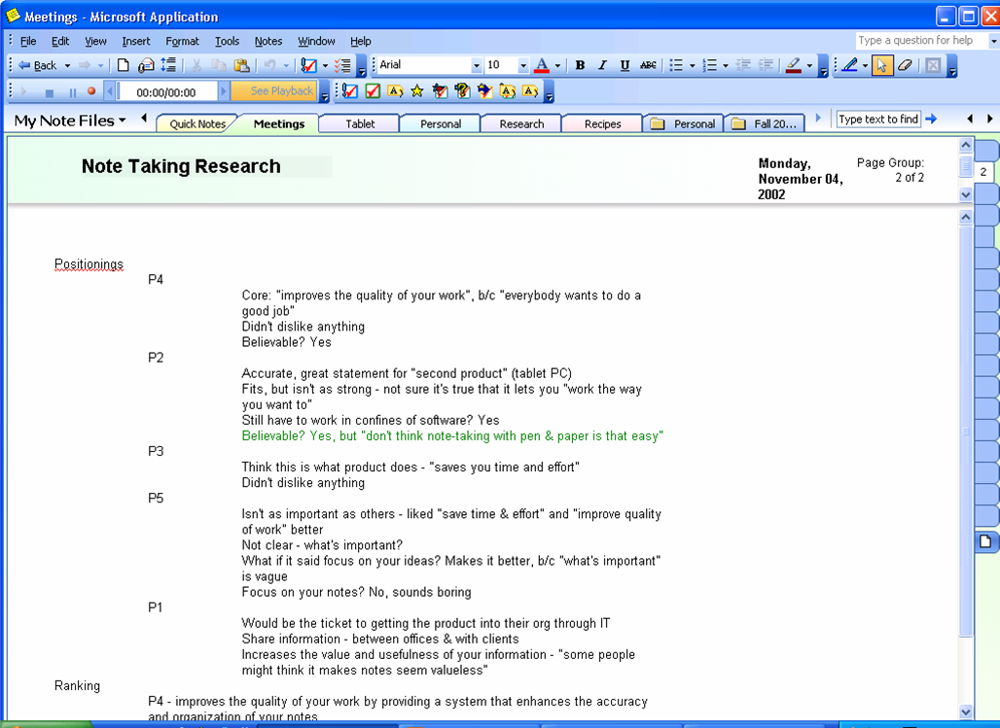 Meetings - Microsoft Application
File Edit View Insert Format Tools Notes Window Help
Type a question for help
Back
Arial
10
B I U ABC
00:00/00:00
See Playback
My Note Files
Quick Notes
Meetings
Tablet
Personal
Research
Recipes
Personal
Fall 20...
Type text to find
Note Taking Research
Monday,
November 04,
2002
Page Group:
2 of 2
2
Positionings
P4
Core: "improves the quality of your work", b/c "everybody wants to do a
good job"
Didn't dislike anything
Believable? Yes
P2
Accurate, great statement for "second product" (tablet PC)
Fits, but isn't as strong - not sure it's true that it lets you "work the way
you want to"
Still have to work in confines of software? Yes
Believable? Yes, but "don't think note-taking with pen & paper is that easy"
P3
Think this is what product does - "saves you time and effort"
Didn't dislike anything
P5
Isn't as important as others - liked "save time & effort" and "improve quality
of work" better
Not clear - what's important?
What if it said focus on your ideas? Makes it better, b/c "what's important"
is vague
Focus on your notes? No, sounds boring
P1
Would be the ticket to getting the product into their org through IT
Share information - between offices & with clients
Increases the value and usefulness of your information - "some people
might think it makes notes seem valueless"
Ranking
P4 - improves the quality of your work by providing a system that enhances the accuracy
and organization of your notes